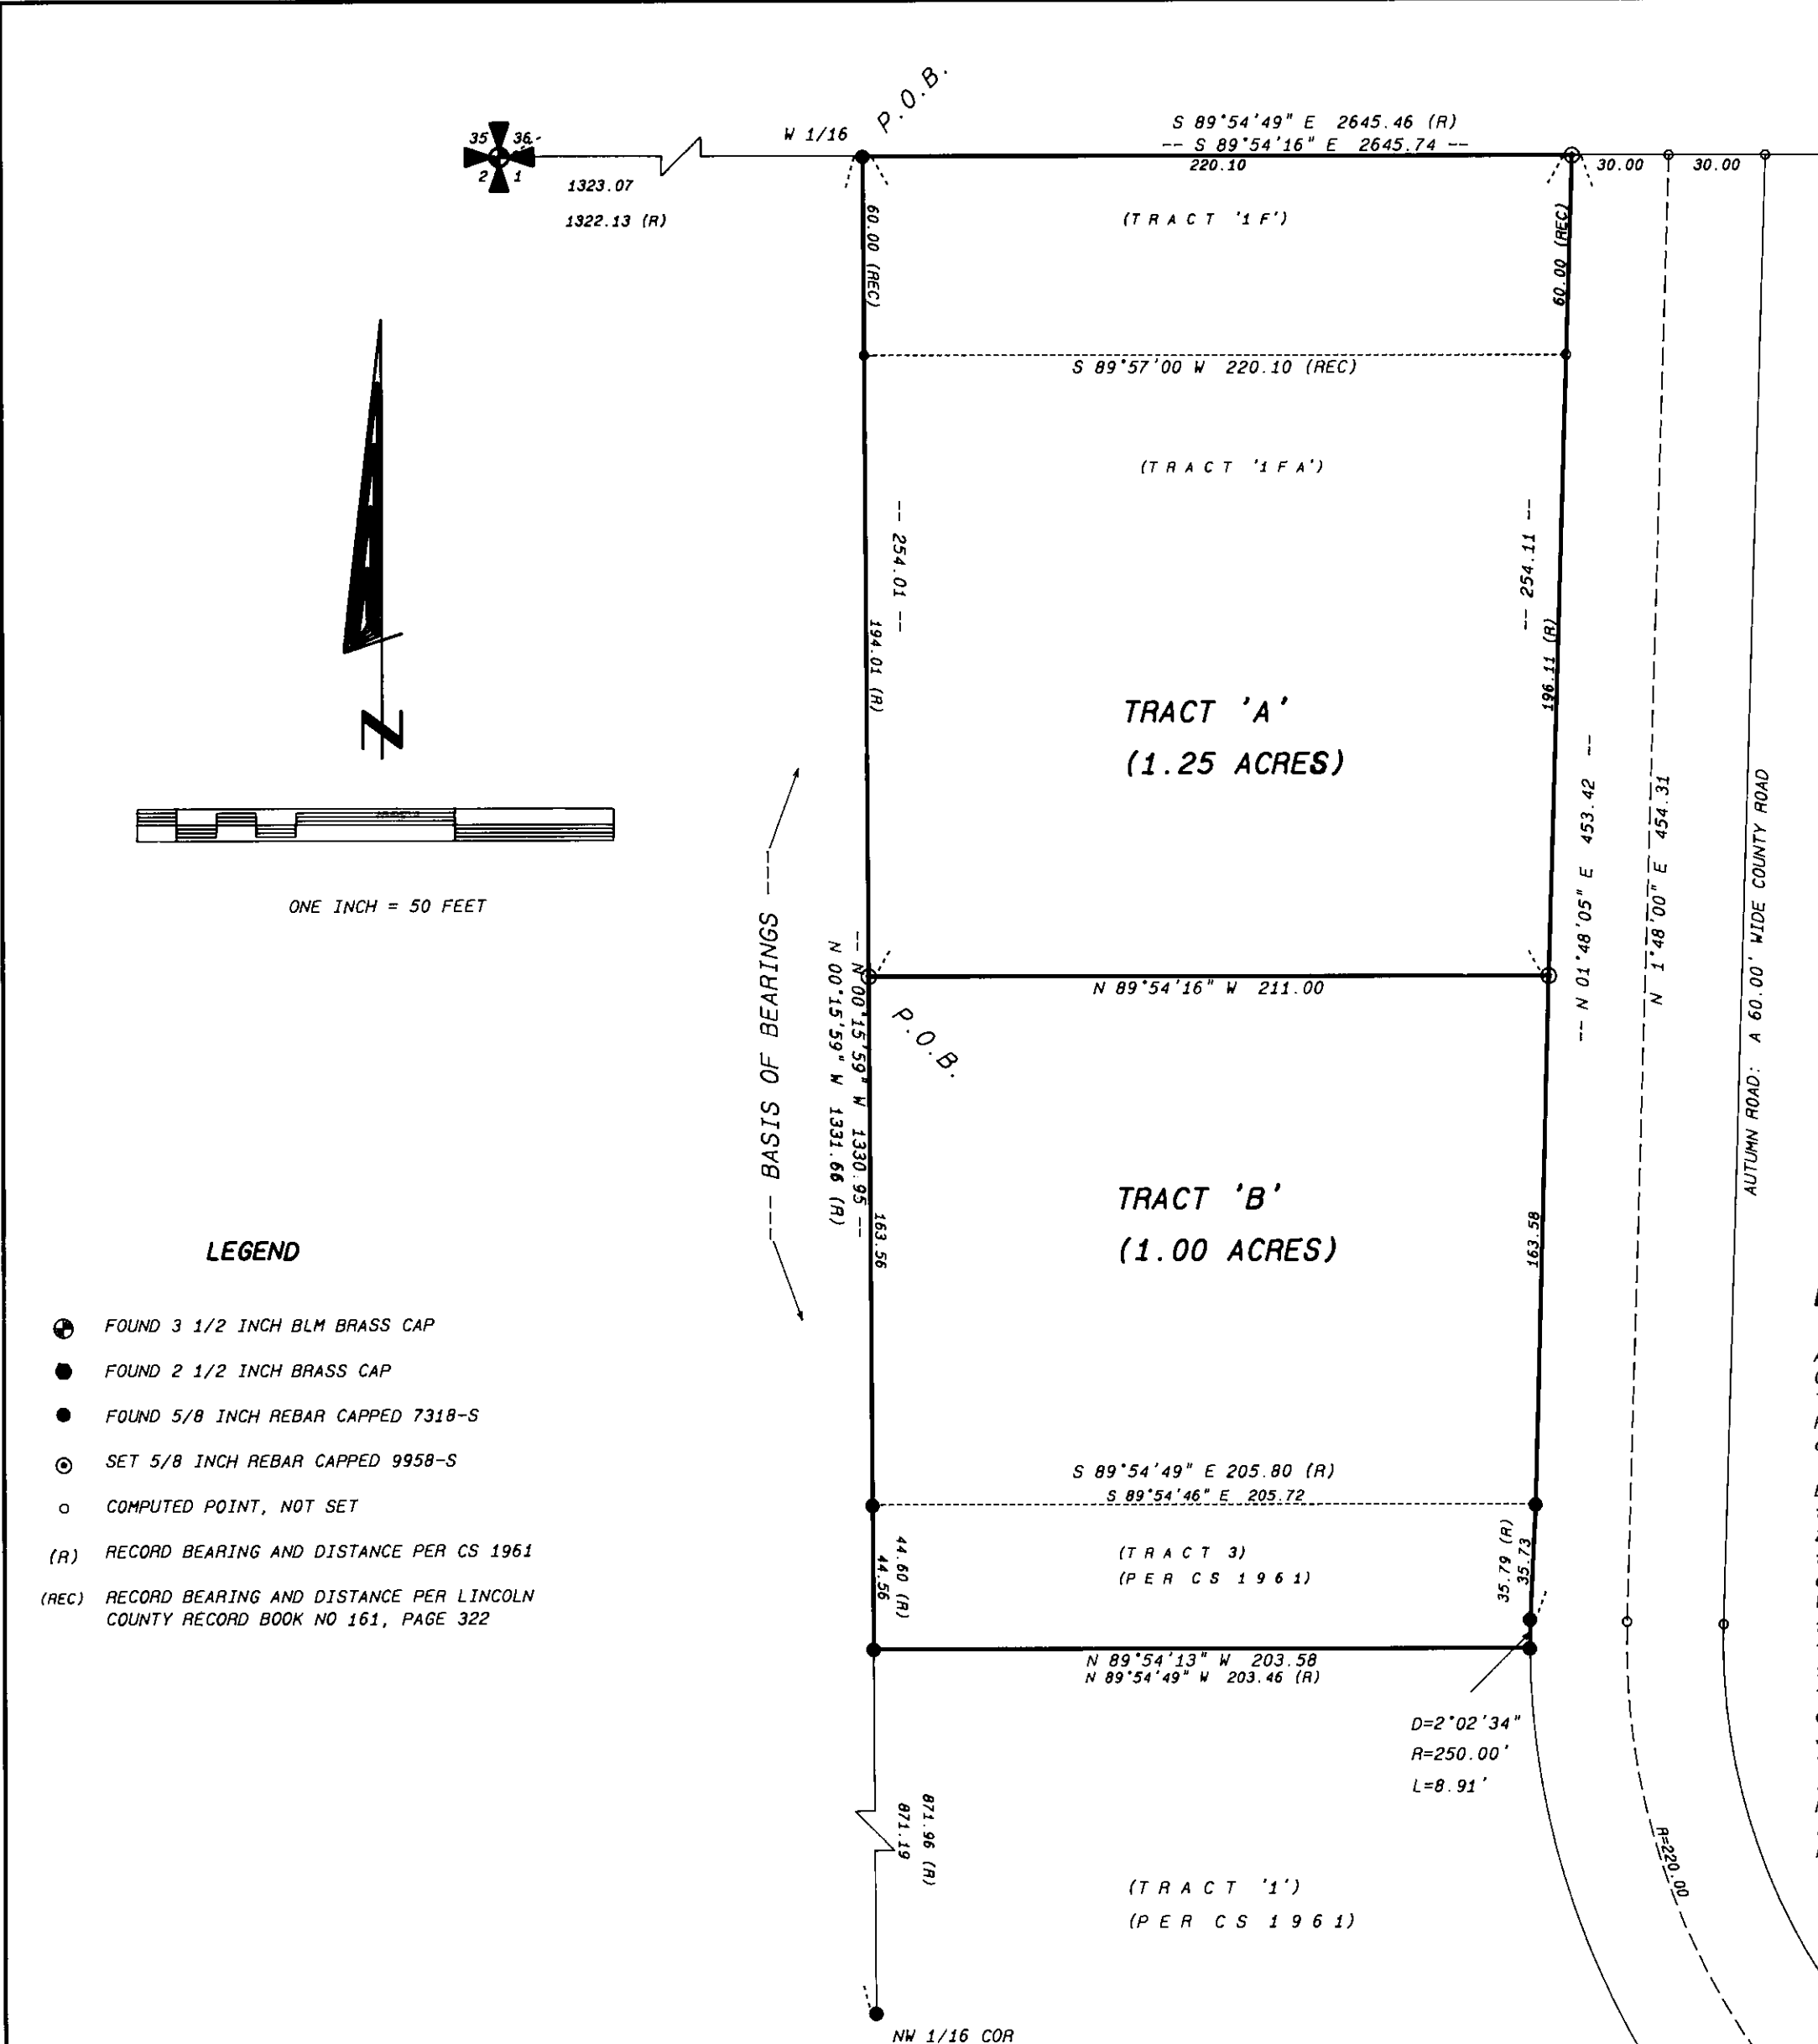 P.O.B.
35 36
2 1
W 1/16
1323.07
1322.13 (R)
S 89°54'49" E 2645.46 (R)
-- S 89°54'16" E 2645.74 --
220.10
30.00
30.00
(TRACT '1F')
60.00 (REC)
60.00 (REC)
S 89°57'00 W 220.10 (REC)
(TRACT '1FA')
-- 254.01 --
194.01 (R)
-- 254.11 --
196.11 (R)
TRACT 'A'
(1.25 ACRES)
N
ONE INCH = 50 FEET
---- BASIS OF BEARINGS ----
-- N 00°15'59" W 1330.95 --
N 00°15'59" W 1331.66 (R)
-- N 01°48'05" E 453.42 --
N 1°48'00" E 454.31
AUTUMN ROAD: A 60.00' WIDE COUNTY ROAD
N 89°54'16" W 211.00
P.O.B.
163.56
163.58
TRACT 'B'
(1.00 ACRES)
LEGEND
FOUND 3 1/2 INCH BLM BRASS CAP
FOUND 2 1/2 INCH BRASS CAP
FOUND 5/8 INCH REBAR CAPPED 7318-S
SET 5/8 INCH REBAR CAPPED 9958-S
COMPUTED POINT, NOT SET
(R) RECORD BEARING AND DISTANCE PER CS 1961
(REC) RECORD BEARING AND DISTANCE PER LINCOLN
COUNTY RECORD BOOK NO 161, PAGE 322
S 89°54'49" E 205.80 (R)
S 89°54'46" E 205.72
44.60 (R)
44.56
35.79 (R)
35.73
(TRACT 3)
(PER CS 1961)
N 89°54'13" W 203.58
N 89°54'49" W 203.46 (R)
D=2°02'34"
R=250.00'
L=8.91'
871.96 (R)
871.19
R=220.00
(TRACT '1')
(PER CS 1961)
NW 1/16 COR